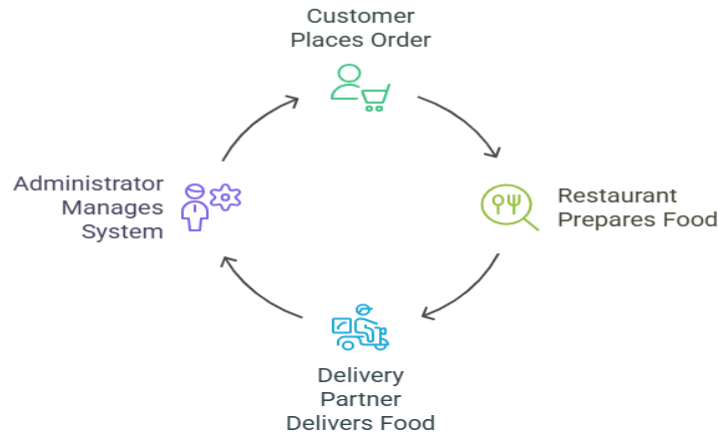 Customer
Places Order
Restaurant
Prepares Food
Delivery
Partner
Delivers Food
Administrator
Manages
System